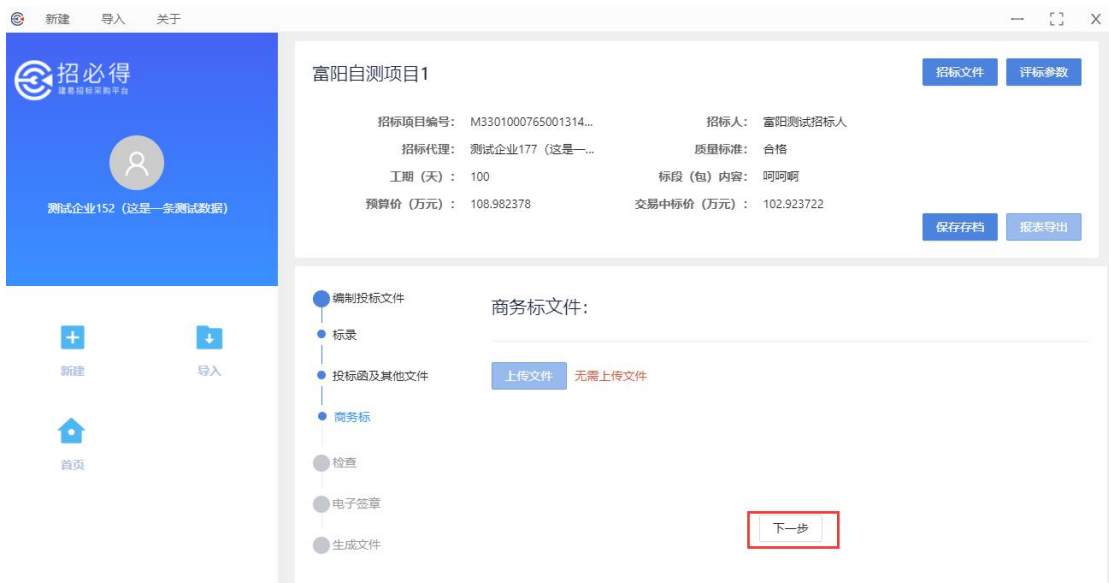 新建 导入 关于
招必得
建易招标采购平台
测试企业152（这是一条测试数据）
新建 导入
首页
富阳自测项目1
招标文件 评标参数
招标项目编号： M3301000765001314... 招标人： 富阳测试招标人
招标代理： 测试企业177（这是一... 质量标准： 合格
工期（天）： 100 标段（包）内容： 呵呵啊
预算价（万元）： 108.982378 交易中标价（万元）： 102.923722
保存存档 报表导出
编制投标文件
标录
投标函及其他文件
商务标
检查
电子签章
生成文件
商务标文件：
上传文件 无需上传文件
下一步